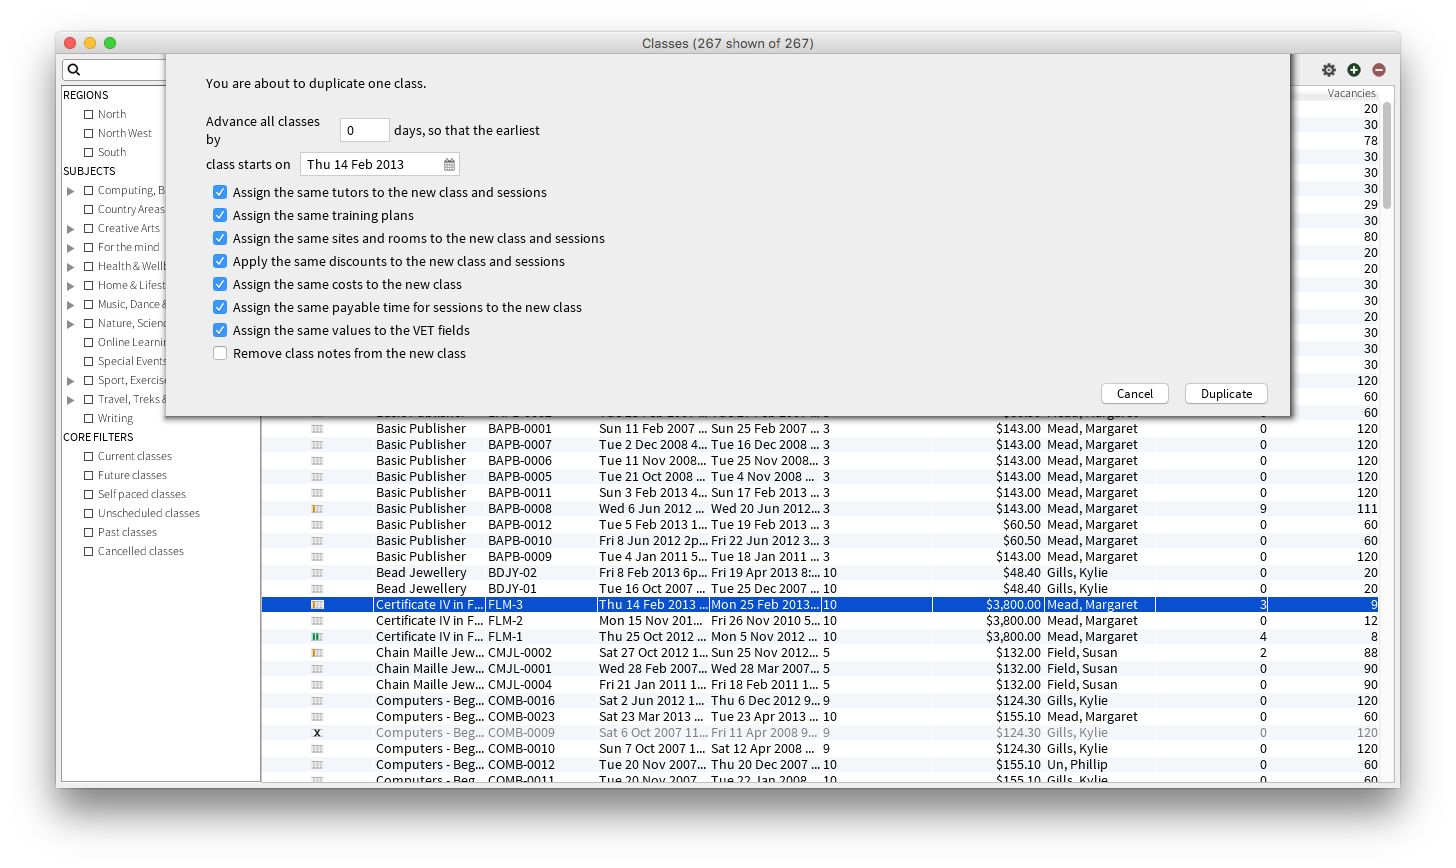 Classes (267 shown of 267)
You are about to duplicate one class.
Advance all classes
by
0 days, so that the earliest
class starts on Thu 14 Feb 2013
Assign the same tutors to the new class and sessions
Assign the same training plans
Assign the same sites and rooms to the new class and sessions
Apply the same discounts to the new class and sessions
Assign the same costs to the new class
Assign the same payable time for sessions to the new class
Assign the same values to the VET fields
Remove class notes from the new class
Cancel Duplicate
REGIONS
North
North West
South
SUBJECTS
Computing, B
Country Areas
Creative Arts
For the mind
Health & Wellb
Home & Lifest
Music, Dance &
Nature, Scienc
Online Learnin
Special Events
Sport, Exercise
Travel, Treks &
Writing
CORE FILTERS
Current classes
Future classes
Self paced classes
Unscheduled classes
Past classes
Cancelled classes
Vacancies
20
30
78
30
30
30
29
30
80
20
20
30
30
20
30
30
30
120
60
60
Basic Publisher BAPB-0001 Sun 11 Feb 2007 ... Sun 25 Feb 2007 ... 3 $143.00 Mead, Margaret 0 120
Basic Publisher BAPB-0007 Tue 2 Dec 2008 4... Tue 16 Dec 2008 ... 3 $143.00 Mead, Margaret 0 120
Basic Publisher BAPB-0006 Tue 11 Nov 2008... Tue 25 Nov 2008... 3 $143.00 Mead, Margaret 0 120
Basic Publisher BAPB-0005 Tue 21 Oct 2008 ... Tue 4 Nov 2008 ... 3 $143.00 Mead, Margaret 0 120
Basic Publisher BAPB-0011 Sun 3 Feb 2013 4... Sun 17 Feb 2013 ... 3 $143.00 Mead, Margaret 0 120
Basic Publisher BAPB-0008 Wed 6 Jun 2012 ... Wed 20 Jun 2012... 3 $143.00 Mead, Margaret 9 111
Basic Publisher BAPB-0012 Tue 5 Feb 2013 1... Tue 19 Feb 2013 ... 3 $60.50 Mead, Margaret 0 60
Basic Publisher BAPB-0010 Fri 8 Jun 2012 2p... Fri 22 Jun 2012 3... 3 $60.50 Mead, Margaret 0 60
Basic Publisher BAPB-0009 Tue 4 Jan 2011 5... Tue 18 Jan 2011 ... 3 $143.00 Mead, Margaret 0 120
Bead Jewellery BDJY-02 Fri 8 Feb 2013 6p... Fri 19 Apr 2013 8:... 10 $48.40 Gills, Kylie 0 20
Bead Jewellery BDJY-01 Tue 16 Oct 2007 ... Tue 25 Dec 2007 ... 10 $48.40 Gills, Kylie 0 20
Certificate IV in F... FLM-3 Thu 14 Feb 2013 ... Mon 25 Feb 2013... 10 $3,800.00 Mead, Margaret 3 9
Certificate IV in F... FLM-2 Mon 15 Nov 201... Fri 26 Nov 2010 5... 10 $3,800.00 Mead, Margaret 0 12
Certificate IV in F... FLM-1 Thu 25 Oct 2012 ... Mon 5 Nov 2012 ... 10 $3,800.00 Mead, Margaret 4 8
Chain Maille Jew... CMJL-0002 Sat 27 Oct 2012 1... Sun 25 Nov 2012... 5 $132.00 Field, Susan 2 88
Chain Maille Jew... CMJL-0001 Wed 28 Feb 2007... Wed 28 Mar 2007... 5 $132.00 Field, Susan 0 90
Chain Maille Jew... CMJL-0004 Fri 21 Jan 2011 1... Fri 18 Feb 2011 1... 5 $132.00 Field, Susan 0 90
Computers - Beg... COMB-0016 Sat 2 Jun 2012 1... Thu 6 Dec 2012 9... 9 $124.30 Gills, Kylie 0 120
Computers - Beg... COMB-0023 Sat 23 Mar 2013 ... Tue 23 Apr 2013 ... 10 $155.10 Mead, Margaret 0 60
X Computers - Beg... COMB-0009 Sat 6 Oct 2007 11... Fri 11 Apr 2008 9... 9 $124.30 Gills, Kylie 0 120
Computers - Beg... COMB-0010 Sun 7 Oct 2007 1... Sat 12 Apr 2008 ... 9 $124.30 Gills, Kylie 0 120
Computers - Beg... COMB-0012 Tue 20 Nov 2007... Thu 20 Dec 2007 ... 10 $155.10 Un, Phillip 0 60
Computers - Beg... COMB-0011 Tue 20 Nov 2007... Tue 22 Jan 2008 ... 10 $155.10 Gills, Kylie 0 60